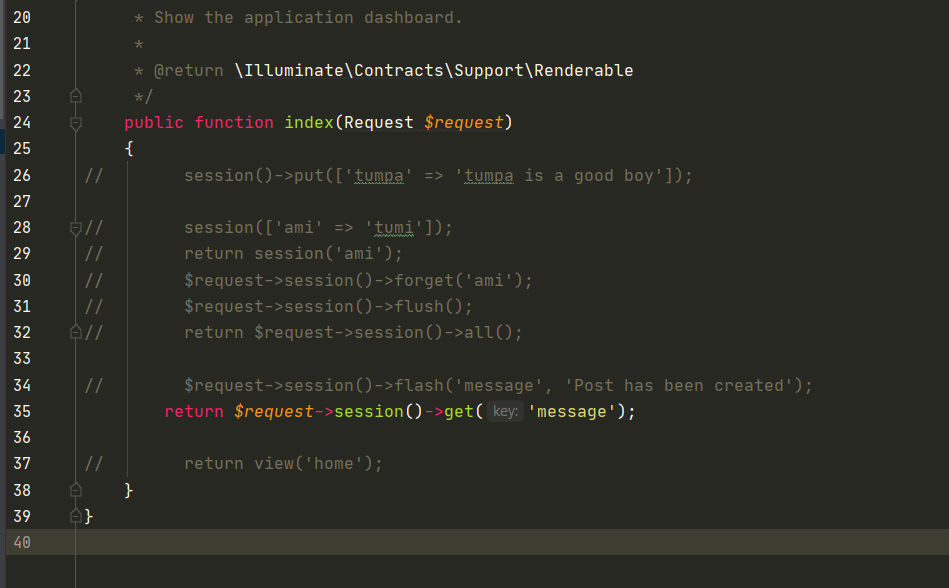 20 * Show the application dashboard.
21 *
22 * @return \Illuminate\Contracts\Support\Renderable
23 */
24 public function index(Request $request)
25 {
26 // session()->put(['tumpa' => 'tumpa is a good boy']);
27
28 // session(['ami' => 'tumi']);
29 // return session('ami');
30 // $request->session()->forget('ami');
31 // $request->session()->flush();
32 // return $request->session()->all();
33
34 // $request->session()->flash('message', 'Post has been created');
35 return $request->session()->get( key: 'message');
36
37 // return view('home');
38 }
39 }
40